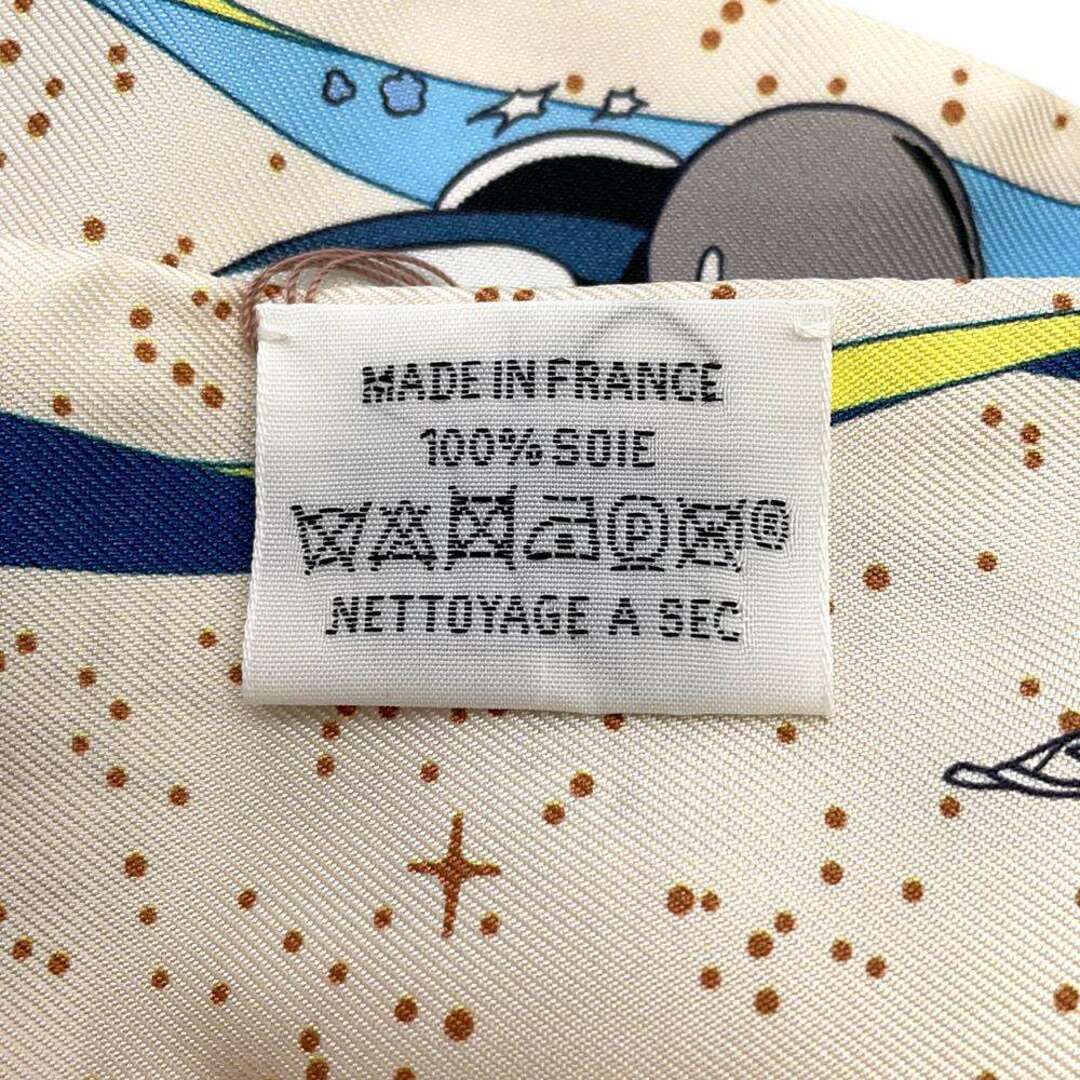 MADE IN FRANCE
100% SOIE
P ®
NETTOYAGE A SEC